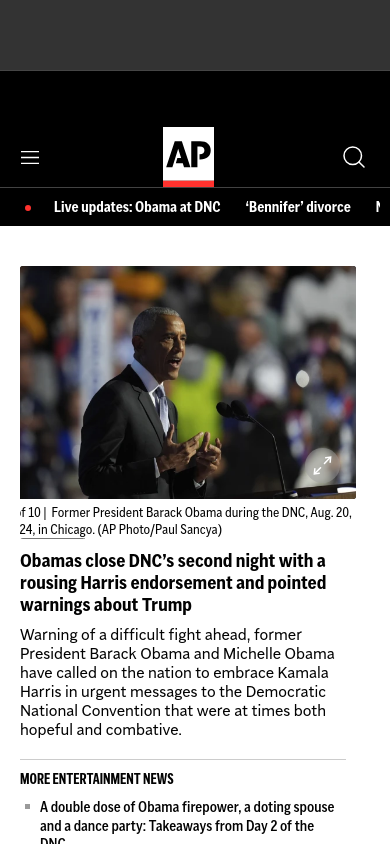 AP
Live updates: Obama at DNC ‘Bennifer’ divorce
of 10 | Former President Barack Obama during the DNC, Aug. 20,
24, in Chicago. (AP Photo/Paul Sancya)
Obamas close DNC’s second night with a
rousing Harris endorsement and pointed
warnings about Trump
Warning of a difficult fight ahead, former
President Barack Obama and Michelle Obama
have called on the nation to embrace Kamala
Harris in urgent messages to the Democratic
National Convention that were at times both
hopeful and combative.
MORE ENTERTAINMENT NEWS
A double dose of Obama firepower, a doting spouse
and a dance party: Takeaways from Day 2 of the
DNC